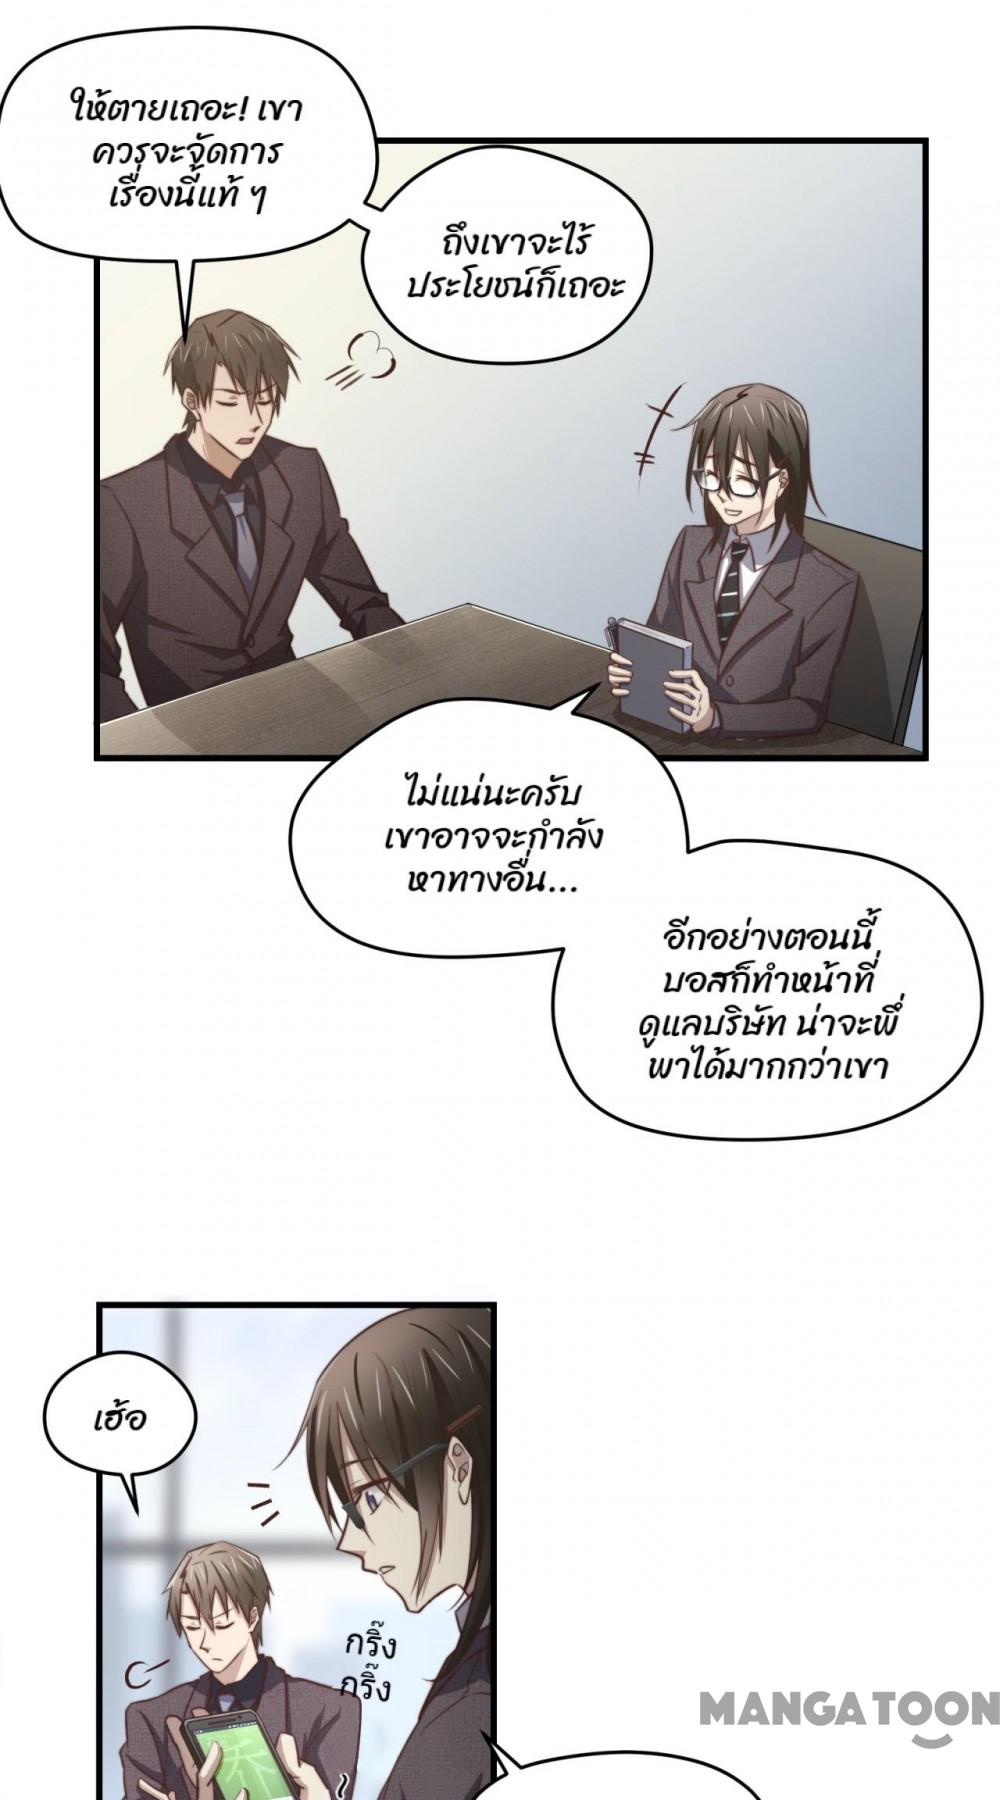 ให้ตายเถอะ! เขา
ควรจะจัดการ
เรื่องนี้แท้ ๆ
ถึงเขาจะไร้
ประโยชน์ก็เถอะ
ไม่แน่นะครับ
เขาอาจจะกำลัง
หาทางอื่น...
อีกอย่างตอนนี้
บอสก็ทำหน้าที่
ดูแลบริษัท น่าจะพึ่
พาได้มากกว่าเขา
เฮ้อ
กริ๊ง
กริ๊ง
乔
MANGATOON